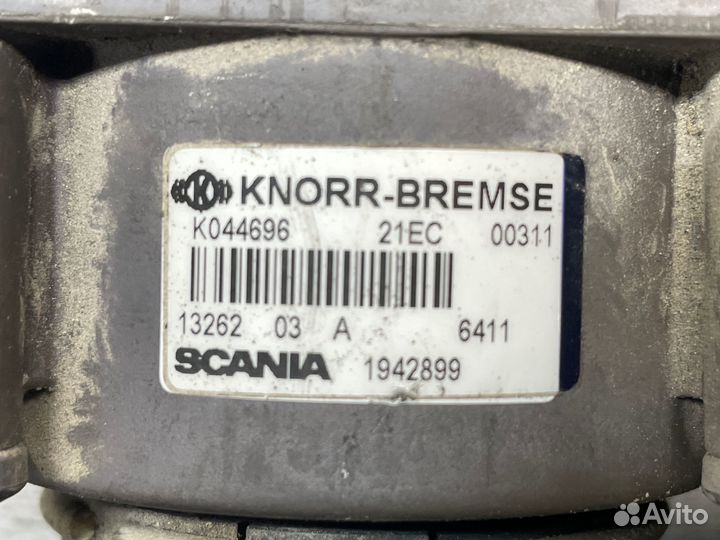 K KNORR-BREMSE
K044696 21EC 00311
13262 03 A 6411
SCANIA 1942899
Avito